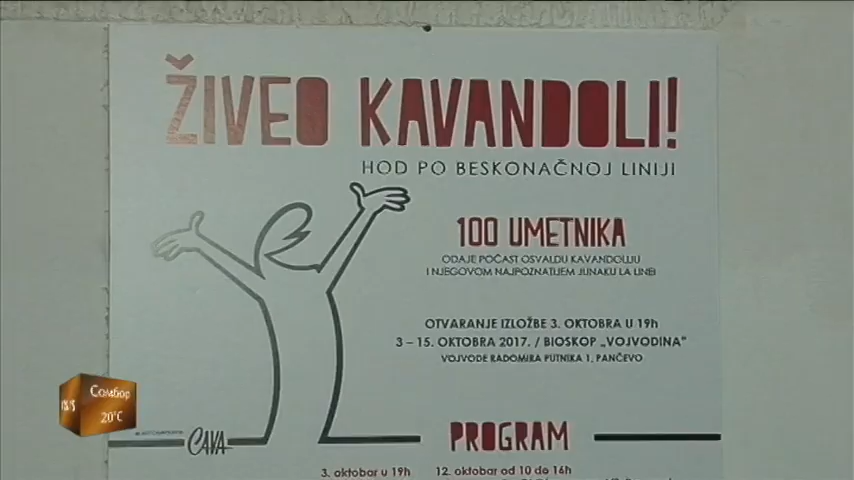 ŽIVEO KAVANDOLI!
HOD PO BESKONAČNOJ LINIJI
100 UMETNIKA
ODAJE POČAST OSVALDU KAVANDOLIJU
I NJEGOVOM NAJPOZNATIJEM JUNAKU LA LINEI
OTVARANJE IZLOŽBE 3. OKTOBRA U 19h
3 – 15. OKTOBRA 2017. / BIOSKOP „VOJVODINA"
VOJVODE RADOMIRA PUTNIKA 1, PANČEVO
Сомбор
20°C
CAVA
PROGRAM
3. oktobar u 19h
12. oktobar od 10 do 16h